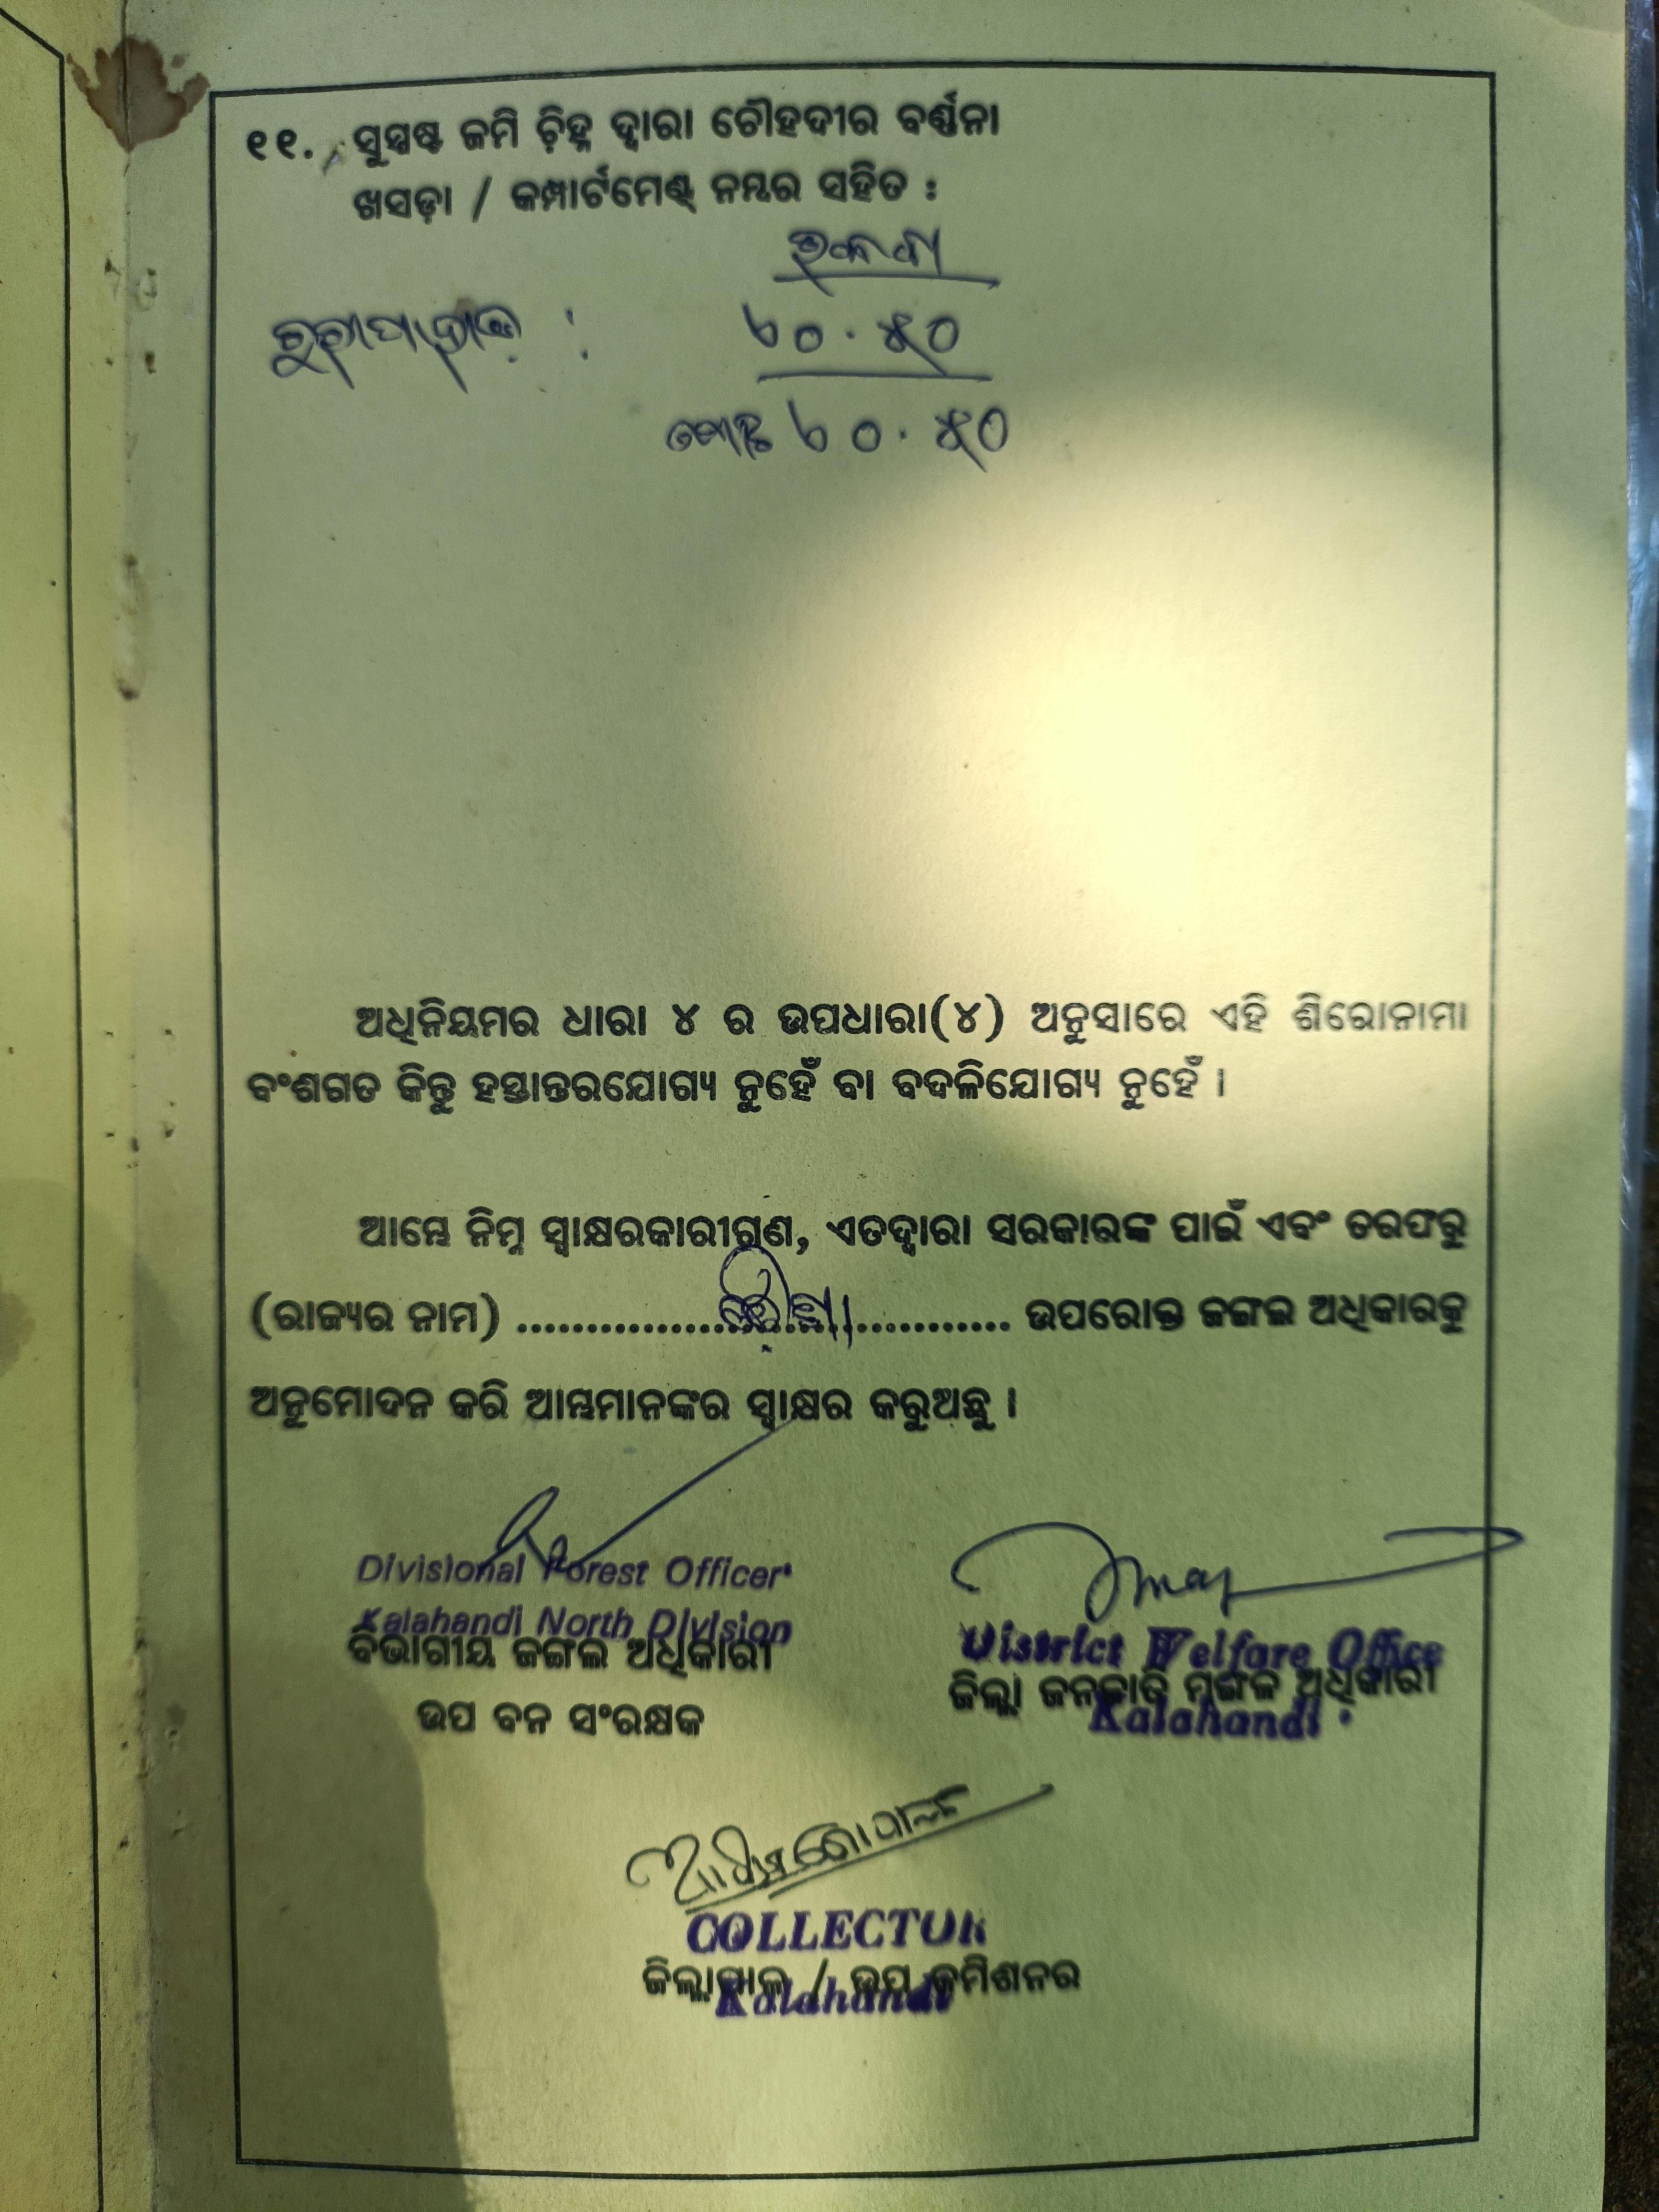 ୧୧. ସୁସ୍ପଷ୍ଟ ଜମି ଚିହ୍ନ ଦ୍ୱାରା ଚୌହଦୀର ବର୍ଣ୍ଣନା
ଖସଡ଼ା / କମ୍ପାର୍ଟମେଣ୍ଟ୍ ନମ୍ବର ସହିତ :
୬୦.୫୦
୬୦.୫୦
ଅଧିନିୟମର ଧାରା ୪ ର ଉପଧାରା(୪) ଅନୁସାରେ ଏହି ଶିରୋନାମା
ବଂଶଗତ କିନ୍ତୁ ହସ୍ତାନ୍ତରଯୋଗ୍ୟ ନୁହେଁ ବା ବଦଳିଯୋଗ୍ୟ ନୁହେଁ ।
ଆମ୍ଭେ ନିମ୍ନ ସ୍ୱାକ୍ଷରକାରୀଗଣ, ଏତଦ୍ୱାରା ସରକାରଙ୍କ ପାଇଁ ଏବଂ ତରଫରୁ
(ରାଜ୍ୟର ନାମ) .................................... ଉପରୋକ୍ତ ଜଙ୍ଗଲ ଅଧିକାରକୁ
ଅନୁମୋଦନ କରି ଆମ୍ଭମାନଙ୍କର ସ୍ୱାକ୍ଷର କରୁଅଛୁ ।
Divisional Forest Officer
Kalahandi North Division
ବିଭାଗୀୟ ଜଙ୍ଗଲ ଅଧିକାରୀ
ଉପ ବନ ସଂରକ୍ଷକ
District Welfare Office
ଜିଲ୍ଲା ଜନଜାତି ମଙ୍ଗଳ ଅଧିକାରୀ
Kalahandi
COLLECTOR
ଜିଲ୍ଲାପାଳ / ଉପ କମିଶନର
Kalahandi